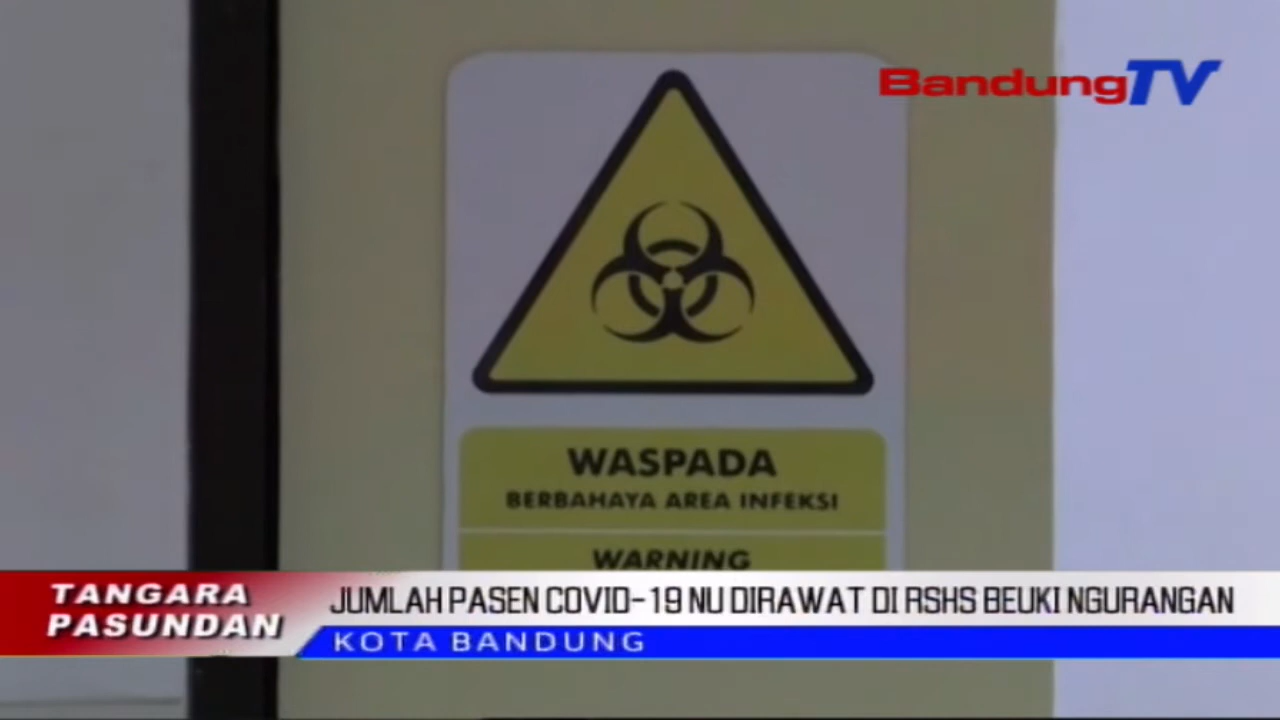 BandungTV
WASPADA
BERBAHAYA AREA INFEKSI
WARNING
TANGARA
PASUNDAN
JUMLAH PASEN COVID-19 NU DIRAWAT DI RSHS BEUKI NGURANGAN
KOTA BANDUNG